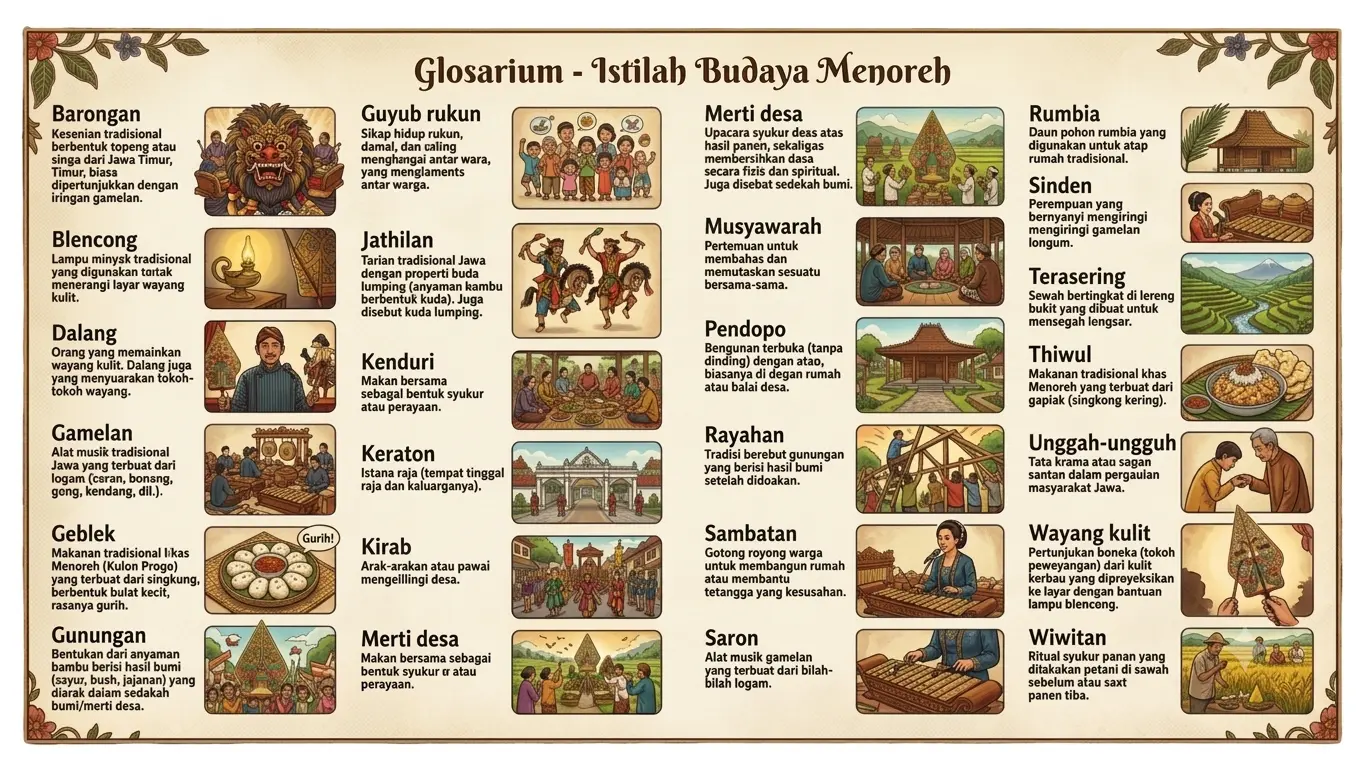 Glosarium - Istilah Budaya Menoreh
Barongan
Kesenian tradisional
berbentuk topeng atau
singa dari Jawa Timur,
Timur, biasa
dipertunjukkan dengan
iringan gamelan.
Blencong
Lampu minysk tradisional
yang digunakan tɑrtak
menerangi layar wayang
kulit.
Dalang
Orang yang memainkan
wayang kulit. Dalang juga
yang menyuarakan tokoh-
tokoh wayang.
Gamelan
Alat musik tradisional
Jawa yang terbuat dari
logam (csran, bonang,
gong, kendang, dil.).
Geblek
Gurih!
Makanan tradisional
Menoreh (Kulon Progo)
yang terbuat dari singkung,
berbentuk bulat kecit,
rasanya gurih.
Gunungan
Bentukan dari anyaman
bambu berisi hasil bumi
(sayur, bush, jajanan) yang
diarak daiam sedakah
bumi/merti desa.
Guyub rukun
Sikap hidup rukun,
damal, dan caling
menghangai antar wara,
yang menglaments
antar warga.
Jathilan
Tarian tradisional Jawa
dengan properti buda
lumping (anyaman kambu
berbentuk kuda). Juga
disebut kuda lumping.
Kenduri
Makan bersama
sebagai bentuk syukur
atau perayaan.
Keraton
Istana raja (tempat tinggal
raja dan kaluarganya).
Kirab
Arak-arakan atau pawai
mengeillingi desa.
Merti desa
Makan bersama sebagai
bentuk syukur atau
perayaan.
Merti desa
Upacara syukur deas atas
hasil panen, sekaligas
membersihkan dasa
secara fizis dan spiritual.
Juga disebat sedekah bumi.
Musyawarah
Pertemuan untuk
membahas dan
memutaskan sesuatu
bersama-sama.
Pendopo
Bengunan terbuka (tanpa
dinding) dengan atao,
biasanya di degan rumah
atau balai desa.
Rayahan
Tradisi berebut gunungan
yang berisi hasil bumi
setelah didoakan.
Sambatan
Gotong royong warga
untuk membangun rumah
atau membantu
tetangga yang kesusahan.
Saron
Alat musik gamelan
yang terbuat dari bilah-
bilah logam.
Rumbia
Daun pohon rumbia yang
digunakan untuk atap
rumah tradisional.
Sinden
Perempuan yang
bernyanyi mengiringi
mengiringi gamelan
longum.
Terasering
Sewah bertingkat di lereng
bukit yang dibuat untuk
mensegah lengsar.
Thiwul
Makanan tradisional khas
Menoreh yang terbuat dari
gapiak (singkong kering).
Unggah-ungguh
Tata krama atau sagan
santan dalam pergaulan
masyarakat Jawa.
Wayang kulit
Pertunjukan boneka (tokoh
peweyangan) dari kulit
kerbau yang diproyeksikan
ke layar dengan bantuan
lampu blencong.
Wiwitan
Ritual syukur panan yang
ditakakan petani di sawah
sebelum atau saxt
panen tiba.